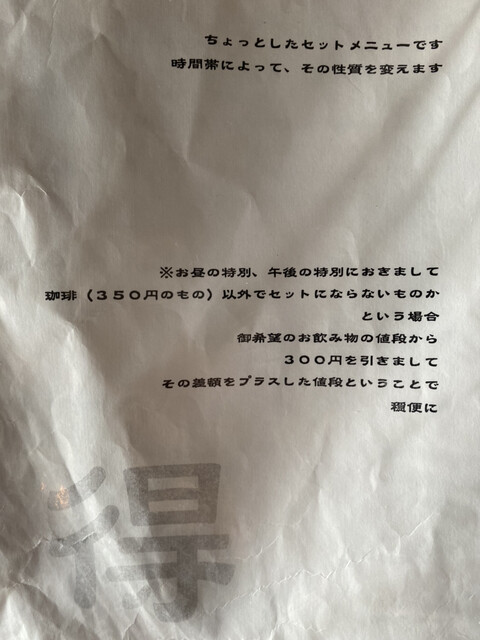 ちょっとしたセットメニューです
時間帯によって、その性質を変えます
※お昼の特別、午後の特別におきまして
珈琲（３５０円のもの）以外でセットにならないものか
という場合
御希望のお飲み物の値段から
３００円を引きまして
その差額をプラスした値段ということで
穏便に
得